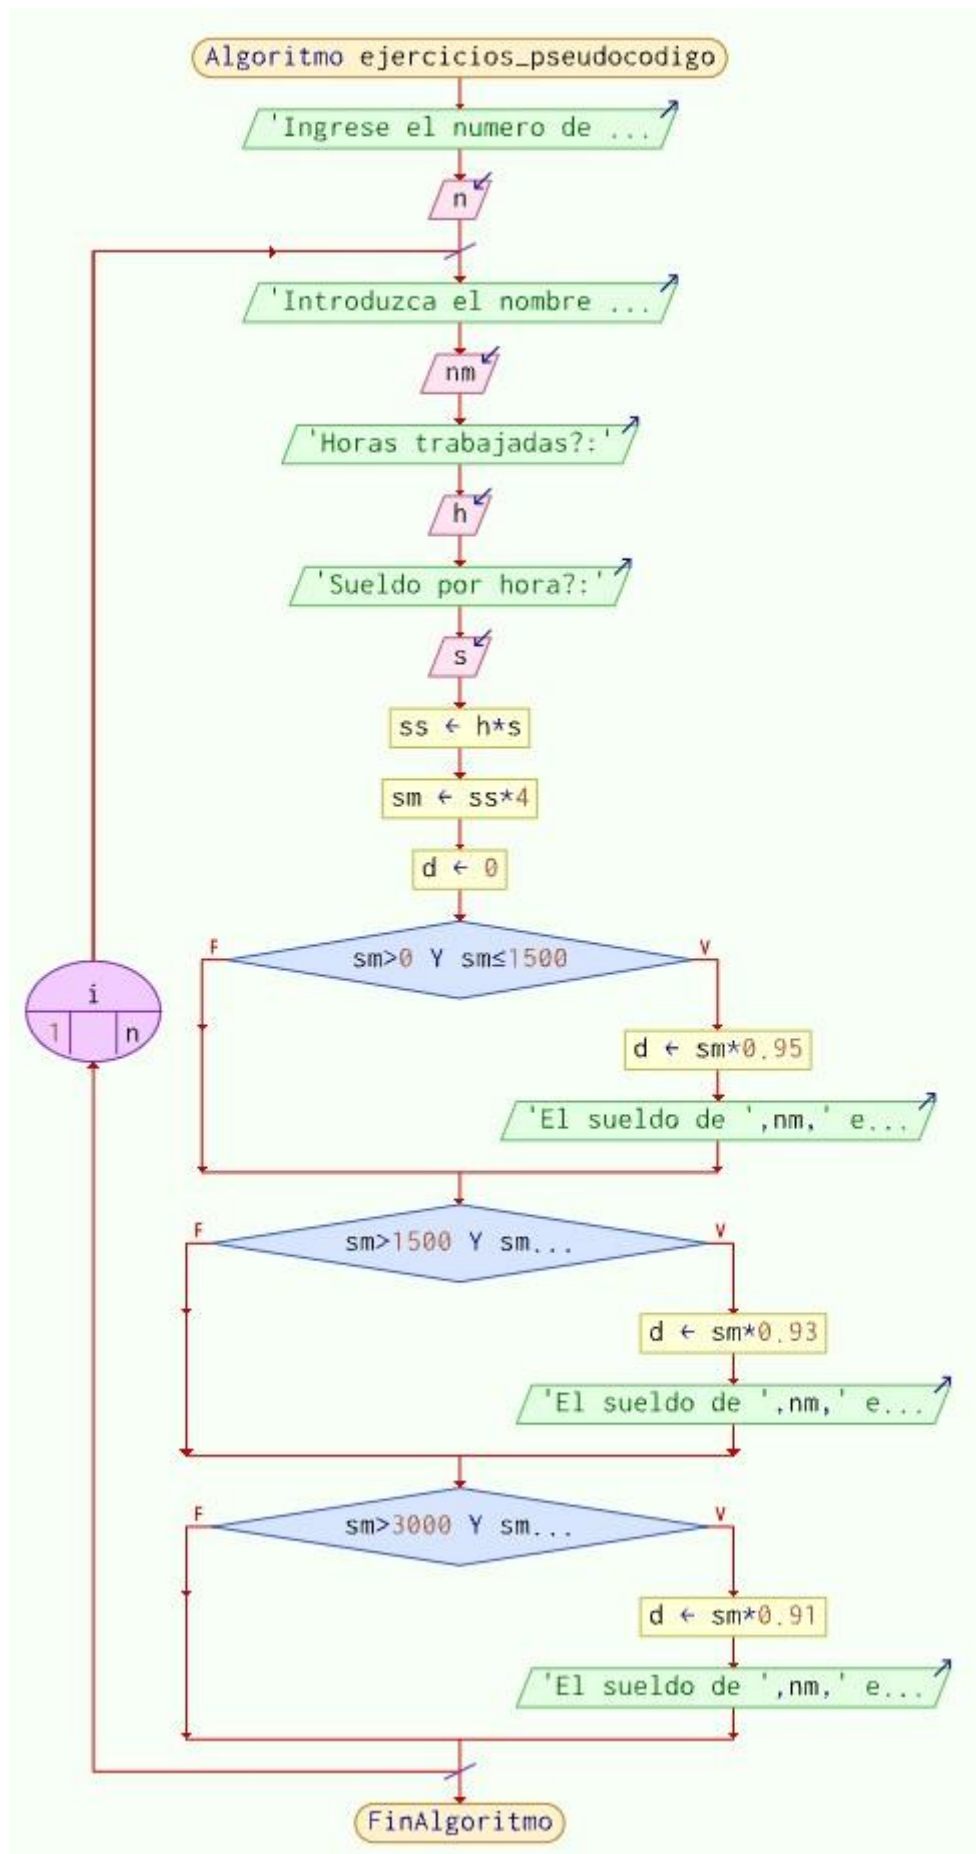 Algoritmo ejercicios_pseudocodigo
'Ingrese el numero de ...
n
'Introduzca el nombre ...
nm
'Horas trabajadas?:'
h
'Sueldo por hora?:'
s
ss ← h*s
sm ← ss*4
d ← 0
F
sm>0 Y sm≤1500
V
i
1
n
d ← sm*0.95
'El sueldo de ',nm,' e...
F
sm>1500 Y sm...
V
d ← sm*0.93
'El sueldo de ',nm,' e...
F
sm>3000 Y sm...
V
d ← sm*0.91
'El sueldo de ',nm,' e...
FinAlgoritmo